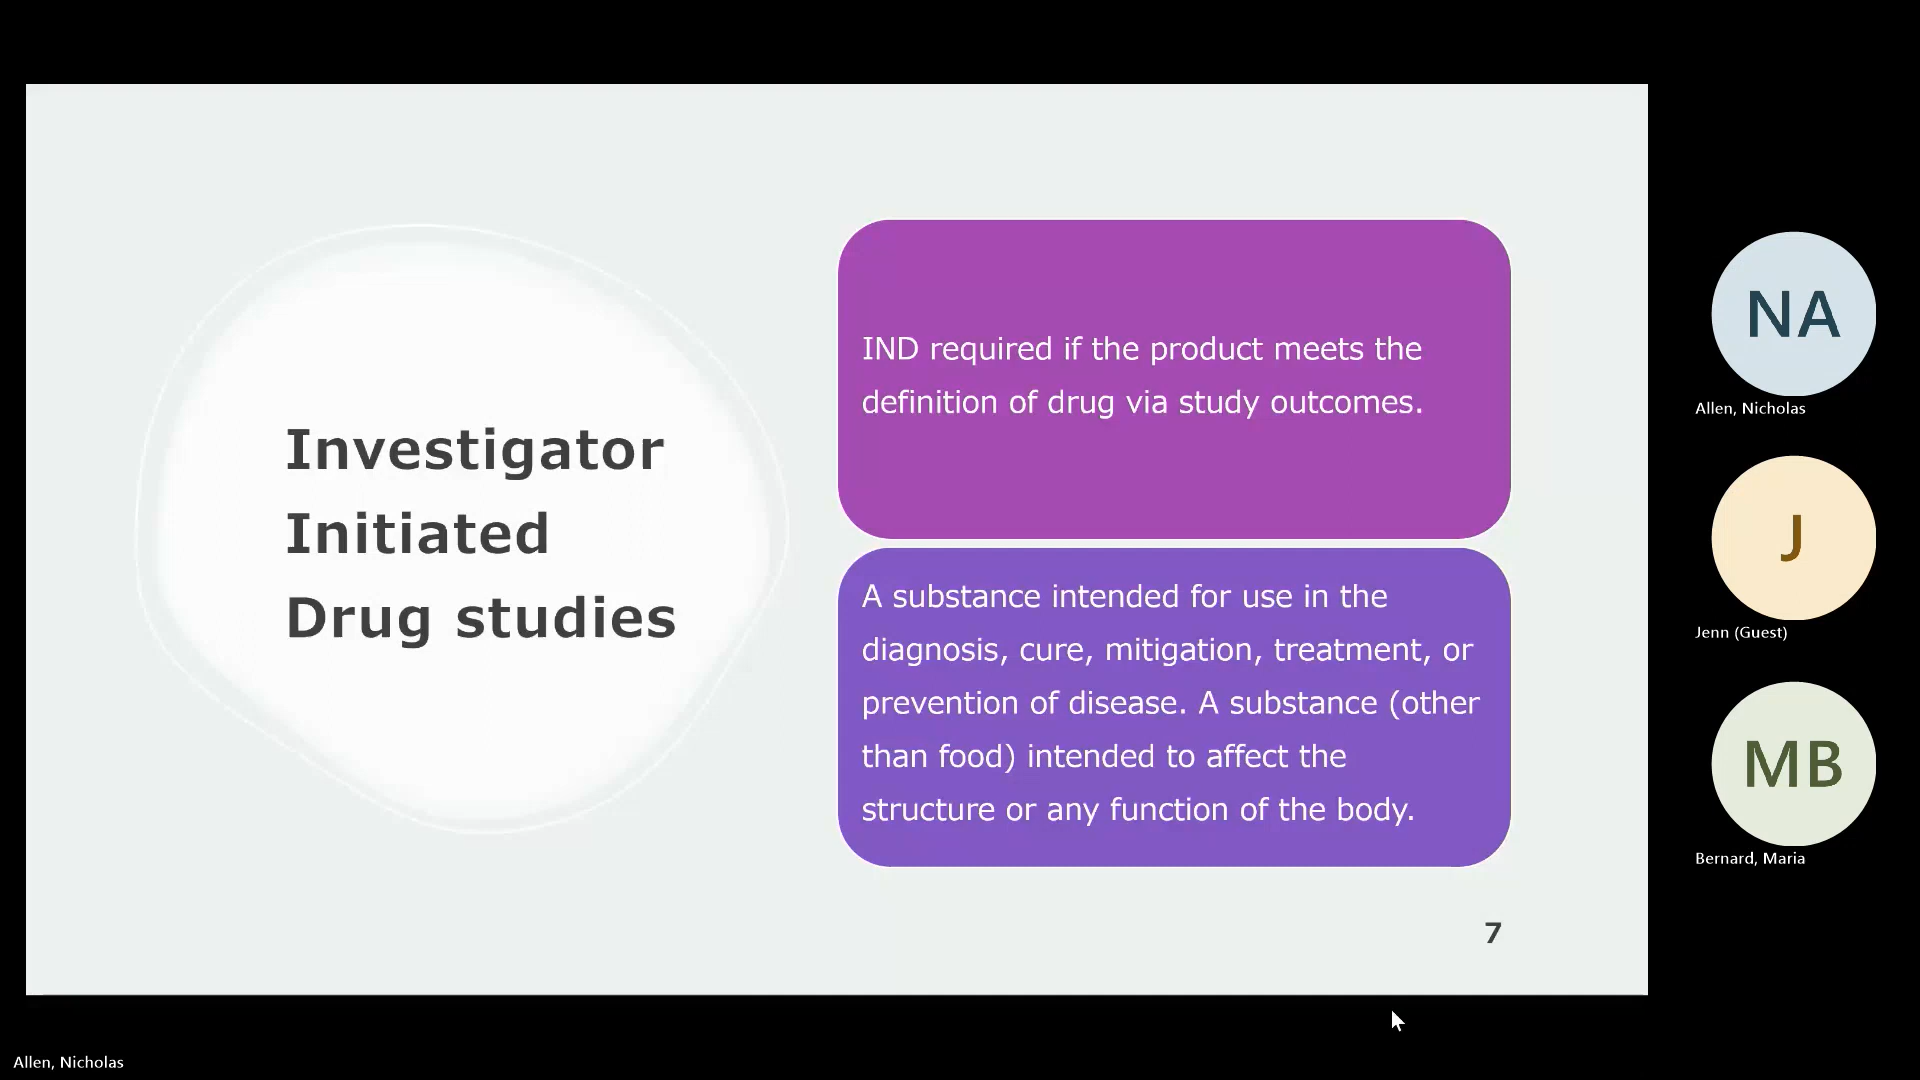 Investigator
Initiated
Drug studies
IND required if the product meets the
definition of drug via study outcomes.
A substance intended for use in the
diagnosis, cure, mitigation, treatment, or
prevention of disease. A substance (other
than food) intended to affect the
structure or any function of the body.
7
NA
Allen, Nicholas
J
Jenn (Guest)
MB
Bernard, Maria
Allen, Nicholas